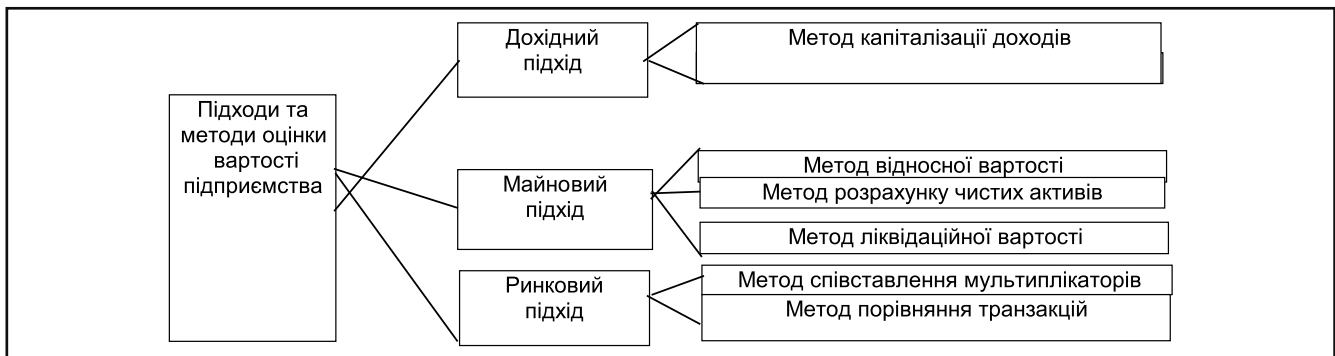 Підходи та
методи оцінки
вартості
підприємства
Дохідний
підхід
Метод капіталізації доходів
Майновий
підхід
Метод відносної вартості
Метод розрахунку чистих активів
Метод ліквідаційної вартості
Ринковий
підхід
Метод співставлення мультиплікаторів
Метод порівняння транзакцій